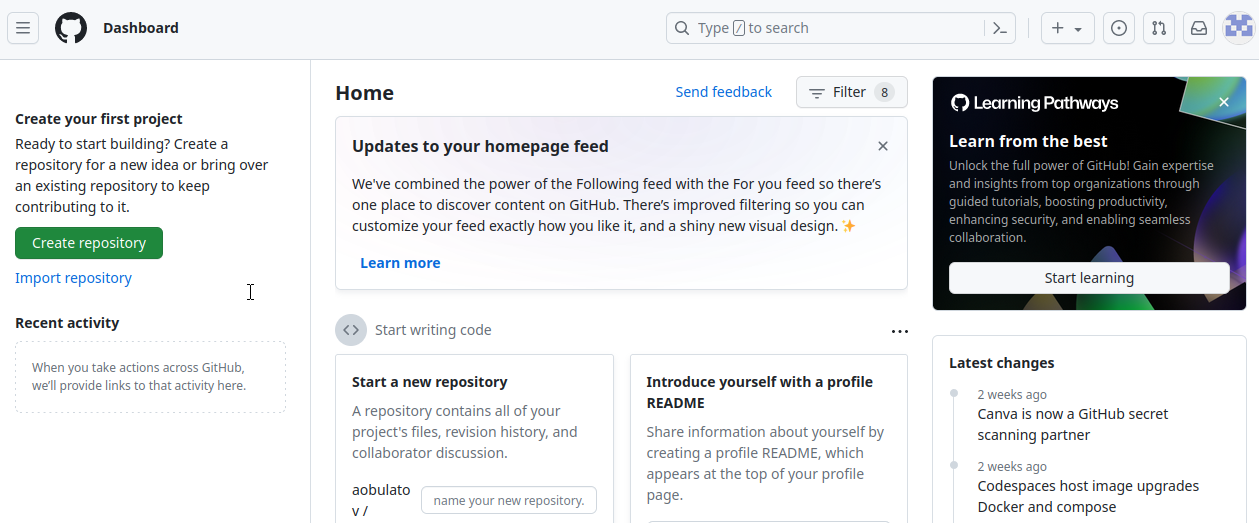 Dashboard
Type / to search
Create your first project
Ready to start building? Create a
repository for a new idea or bring over
an existing repository to keep
contributing to it.
Create repository
Import repository
Recent activity
When you take actions across GitHub,
we'll provide links to that activity here.
Home
Send feedback
Filter 8
Updates to your homepage feed
We've combined the power of the Following feed with the For you feed so there's
one place to discover content on GitHub. There's improved filtering so you can
customize your feed exactly how you like it, and a shiny new visual design. ✨
Learn more
Start writing code
Start a new repository
A repository contains all of your
project's files, revision history, and
collaborator discussion.
aobulato
v /
name your new repository.
Introduce yourself with a profile
README
Share information about yourself by
creating a profile README, which
appears at the top of your profile
page.
Learning Pathways
Learn from the best
Unlock the full power of GitHub! Gain expertise
and insights from top organizations through
guided tutorials, boosting productivity,
enhancing security, and enabling seamless
collaboration.
Start learning
Latest changes
2 weeks ago
Canva is now a GitHub secret
scanning partner
2 weeks ago
Codespaces host image upgrades
Docker and compose